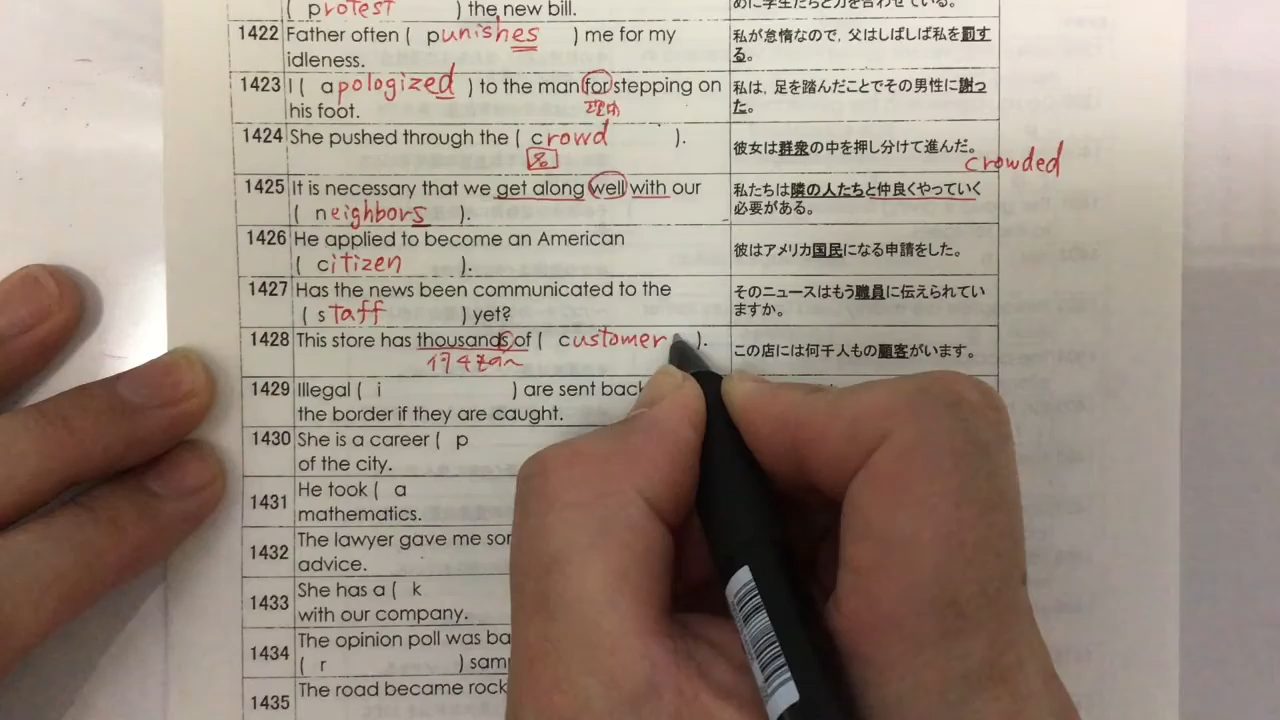 ( protest ) the new bill.
めに学生たちと力を合わせている。
1422 Father often ( punishes ) me for my
idleness.
私が怠惰なので、父はしばしば私を罰す
る。
1423 I ( apologized ) to the man for stepping on
his foot.
理由
私は、足を踏んだことでその男性に謝っ
た。
1424 She pushed through the ( crowd ).
名
彼女は群衆の中を押し分けて進んだ。
crowded
1425 It is necessary that we get along well with our
( neighbors ).
私たちは隣の人たちと仲良くやっていく
必要がある。
1426 He applied to become an American
( citizen ).
彼はアメリカ国民になる申請をした。
1427 Has the news been communicated to the
( staff ) yet?
そのニュースはもう職員に伝えられてい
ますか。
1428 This store has thousands of ( customer ).
この店には何千人もの顧客がいます。
1429 Illegal ( i ) are sent back
the border if they are caught.
1430 She is a career ( p
of the city.
1431 He took ( a
mathematics.
1432 The lawyer gave me
advice.
1433 She has a ( k
with our company.
1434 The opinion poll was
( r )
1435 The road became